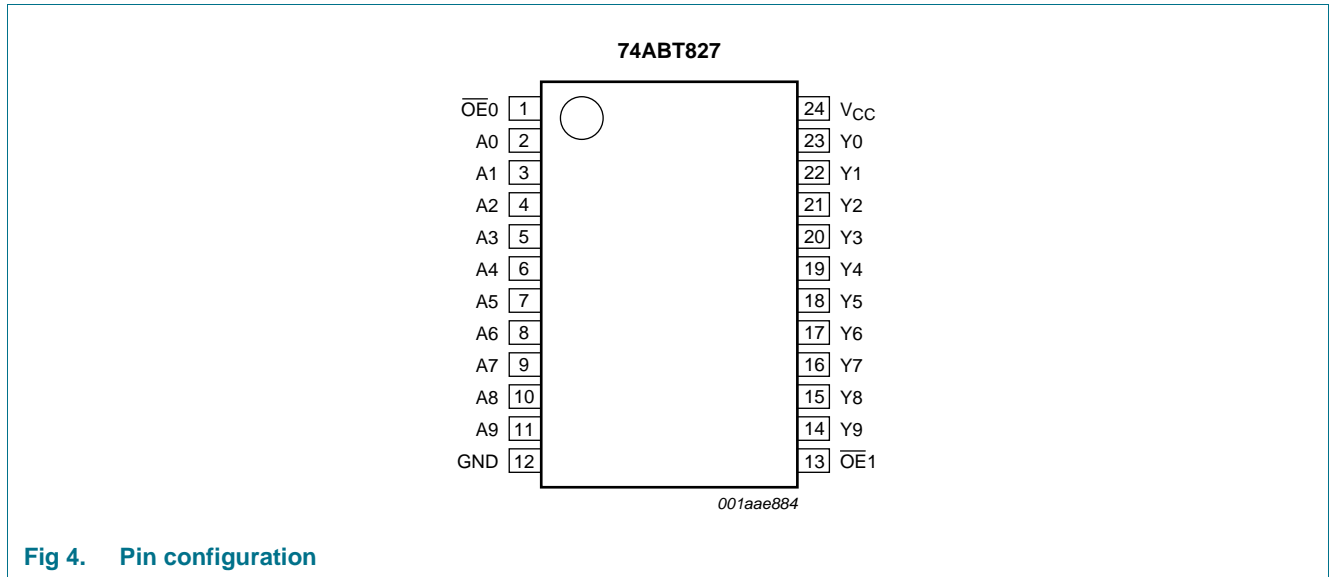 74ABT827
OE0 1 24 VCC
A0 2 23 Y0
A1 3 22 Y1
A2 4 21 Y2
A3 5 20 Y3
A4 6 19 Y4
A5 7 18 Y5
A6 8 17 Y6
A7 9 16 Y7
A8 10 15 Y8
A9 11 14 Y9
GND 12 13 OE1
001aae884
Fig 4. Pin configuration